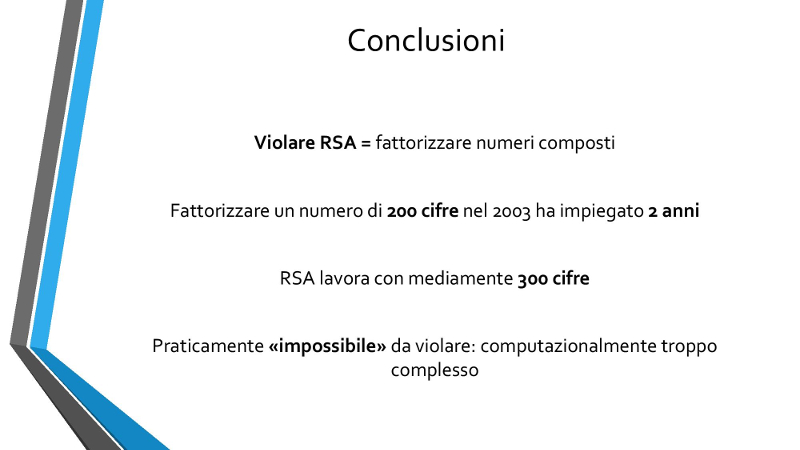 Conclusioni
Violare RSA = fattorizzare numeri composti
Fattorizzare un numero di 200 cifre nel 2003 ha impiegato 2 anni
RSA lavora con mediamente 300 cifre
Praticamente «impossibile» da violare: computazionalmente troppo
complesso